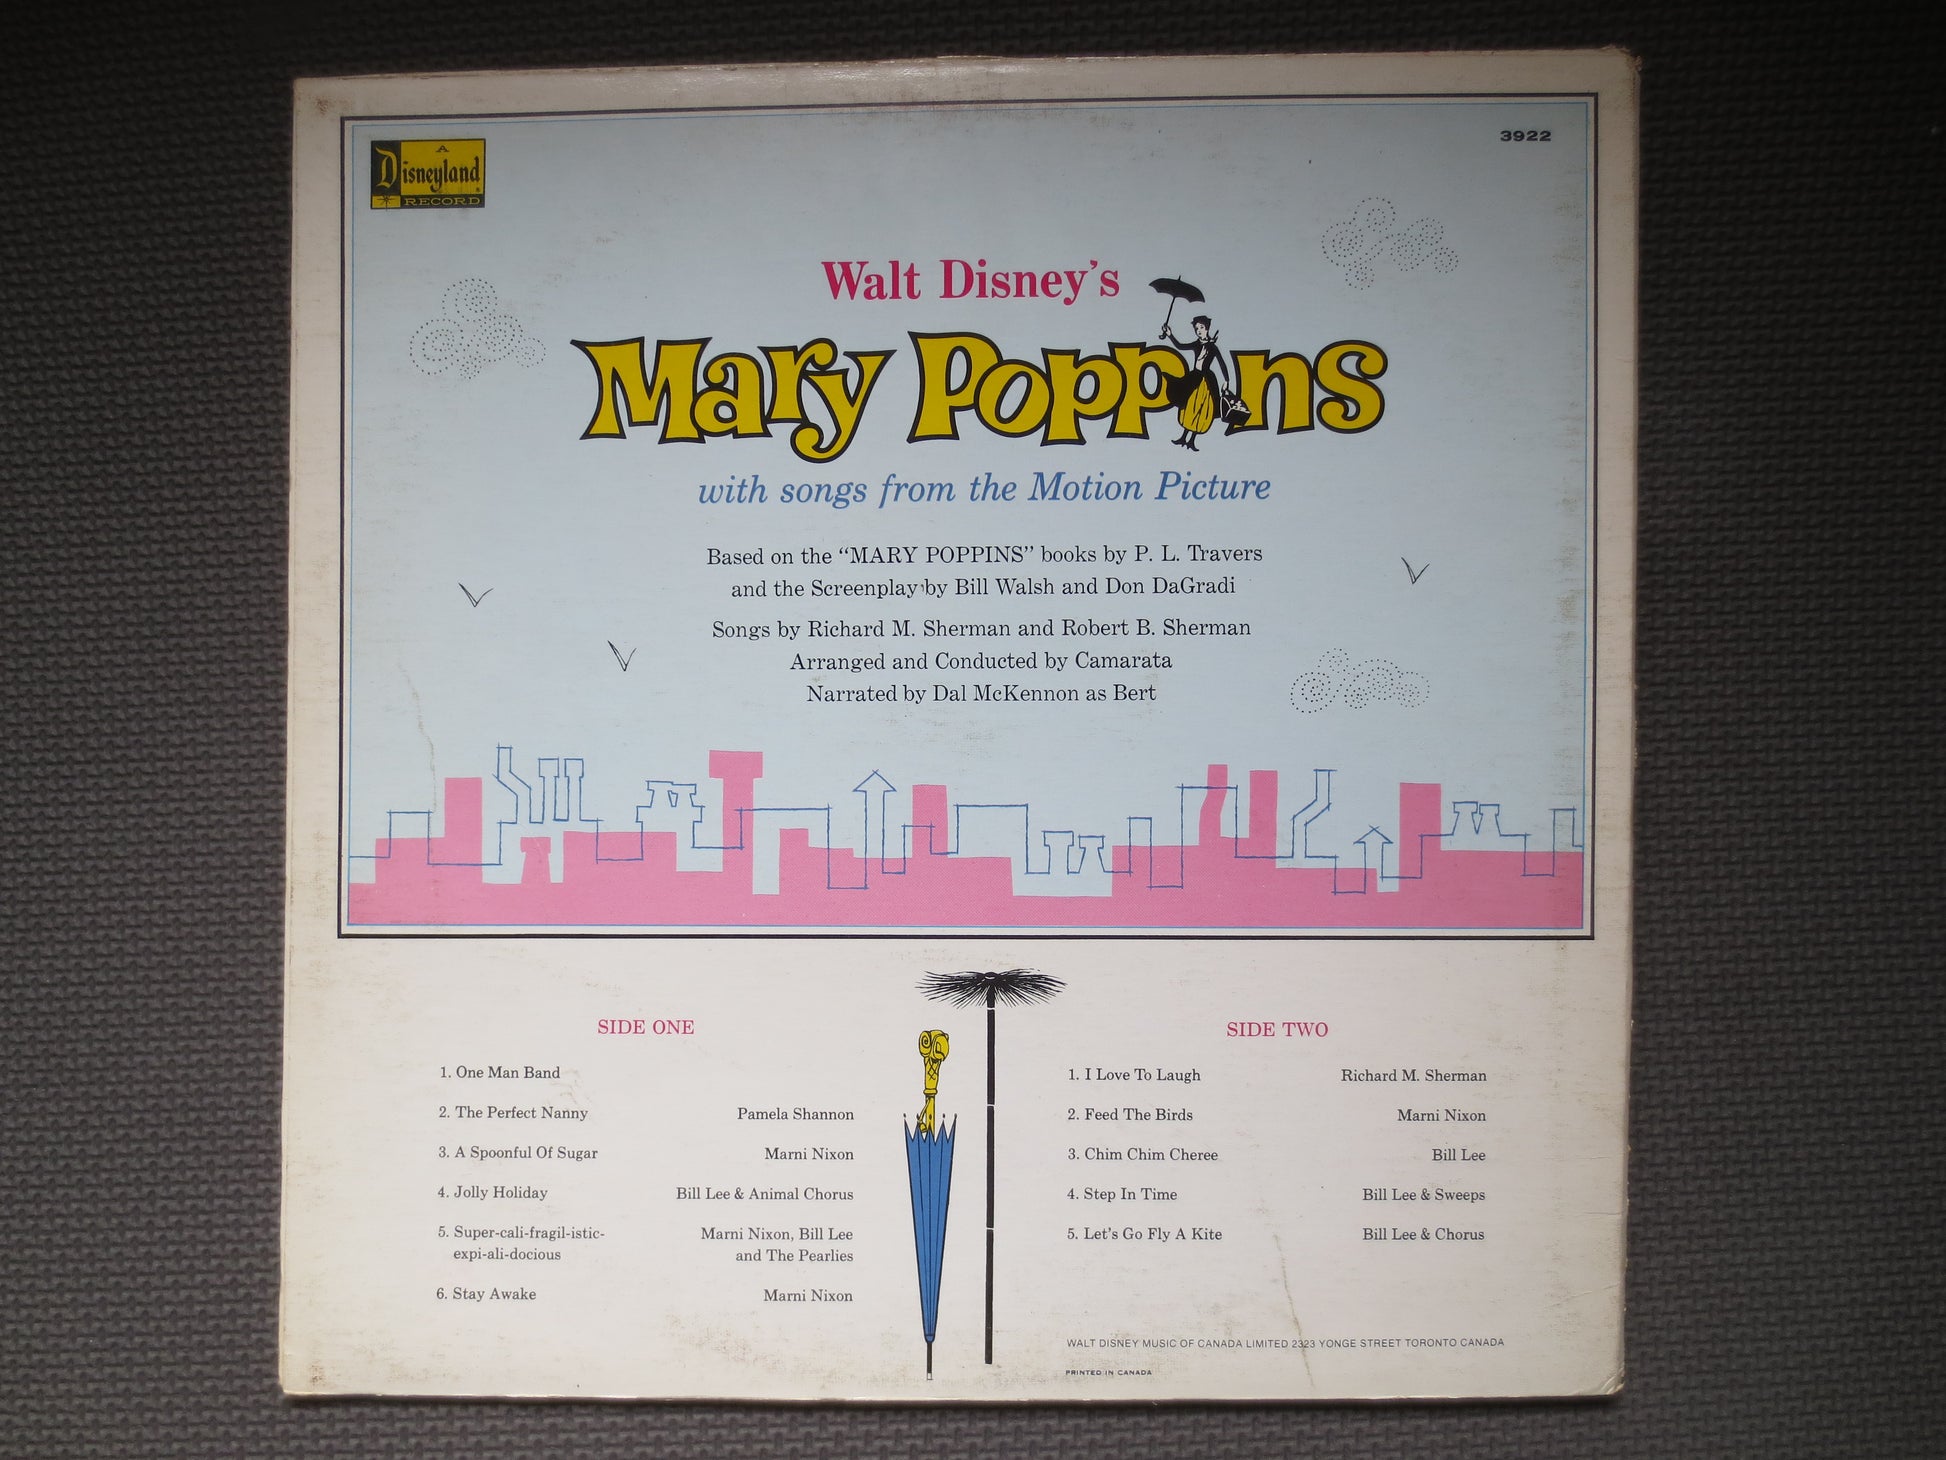 A
Disneyland
RECORD
3922
Walt Disney's
Mary Poppins
with songs from the Motion Picture
Based on the "MARY POPPINS" books by P. L. Travers
and the Screenplay by Bill Walsh and Don DaGradi
Songs by Richard M. Sherman and Robert B. Sherman
Arranged and Conducted by Camarata
Narrated by Dal McKennon as Bert
SIDE ONE
1. One Man Band
2. The Perfect Nanny Pamela Shannon
3. A Spoonful Of Sugar Marni Nixon
4. Jolly Holiday Bill Lee & Animal Chorus
5. Super-cali-fragil-istic- Marni Nixon, Bill Lee
expi-ali-docious and The Pearlies
6. Stay Awake Marni Nixon
SIDE TWO
1. I Love To Laugh Richard M. Sherman
2. Feed The Birds Marni Nixon
3. Chim Chim Cheree Bill Lee
4. Step In Time Bill Lee & Sweeps
5. Let's Go Fly A Kite Bill Lee & Chorus
WALT DISNEY MUSIC OF CANADA LIMITED 2323 YONGE STREET TORONTO CANADA
PRINTED IN CANADA